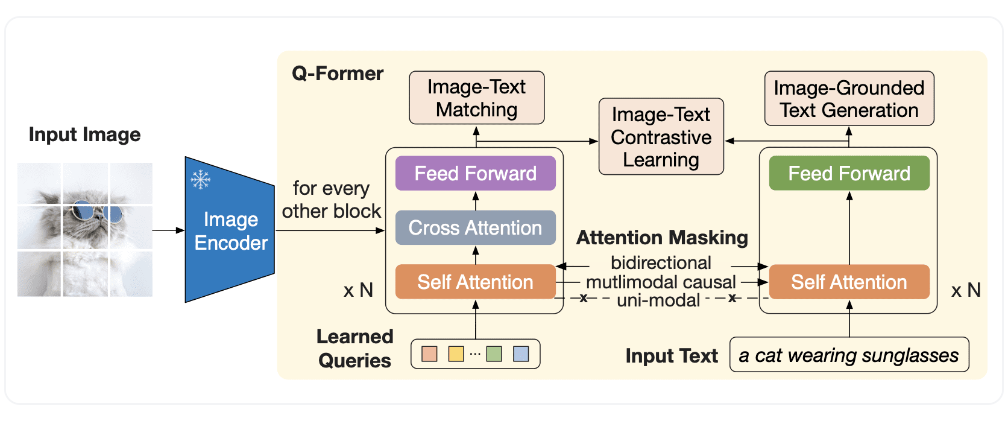 Q-Former
Input Image
Image
Encoder
for every
other block
Image-Text
Matching
Image-Text
Contrastive
Learning
Image-Grounded
Text Generation
Feed Forward
Cross Attention
Self Attention
x N
Learned
Queries
...
Attention Masking
bidirectional
mutlimodal causal
x uni-modal x
Feed Forward
Self Attention
x N
Input Text
a cat wearing sunglasses